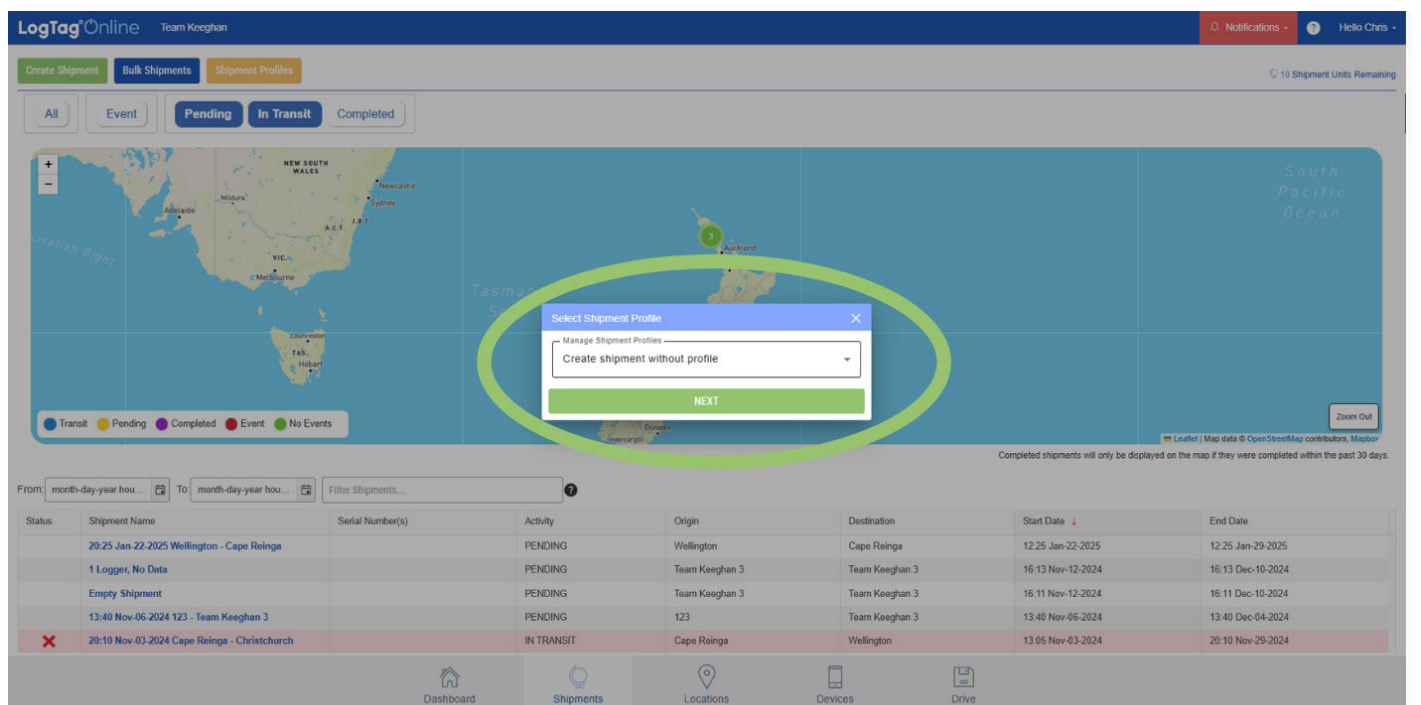 LogTag Online Team Keeghan Notifications Hello Chris
Create Shipment Bulk Shipments Shipment Profiles 10 Shipment Units Remaining
All Event Pending In Transit Completed
+
−
NEW SOUTH
WALES
Newcastle
Mildura
Sydney
Adelaide
A.C.T. J.B.T.
VIC.
Melbourne
Launceston
TAS.
Hobart
Tasman
3
Auckland
South
Pacific
Ocean
Select Shipment Profile
Manage Shipment Profiles
Create shipment without profile
NEXT
Dunedin
Invercargill
Transit Pending Completed Event No Events
Zoom Out
Leaflet | Map data © OpenStreetMap contributors, Mapbox
Completed shipments will only be displayed on the map if they were completed within the past 30 days.
From: month-day-year hou... To: month-day-year hou... Filter Shipments...
Status Shipment Name Serial Number(s) Activity Origin Destination Start Date ↓ End Date
20:25 Jan-22-2025 Wellington - Cape Reinga PENDING Wellington Cape Reinga 12:25 Jan-22-2025 12:25 Jan-29-2025
1 Logger, No Data PENDING Team Keeghan 3 Team Keeghan 3 16:13 Nov-12-2024 16:13 Dec-10-2024
Empty Shipment PENDING Team Keeghan 3 Team Keeghan 3 16:11 Nov-12-2024 16:11 Dec-10-2024
13:40 Nov-06-2024 123 - Team Keeghan 3 PENDING 123 Team Keeghan 3 13:40 Nov-06-2024 13:40 Dec-04-2024
20:10 Nov-03-2024 Cape Reinga - Christchurch IN TRANSIT Cape Reinga Wellington 13:05 Nov-03-2024 20:10 Nov-29-2024
Dashboard Shipments Locations Devices Drive